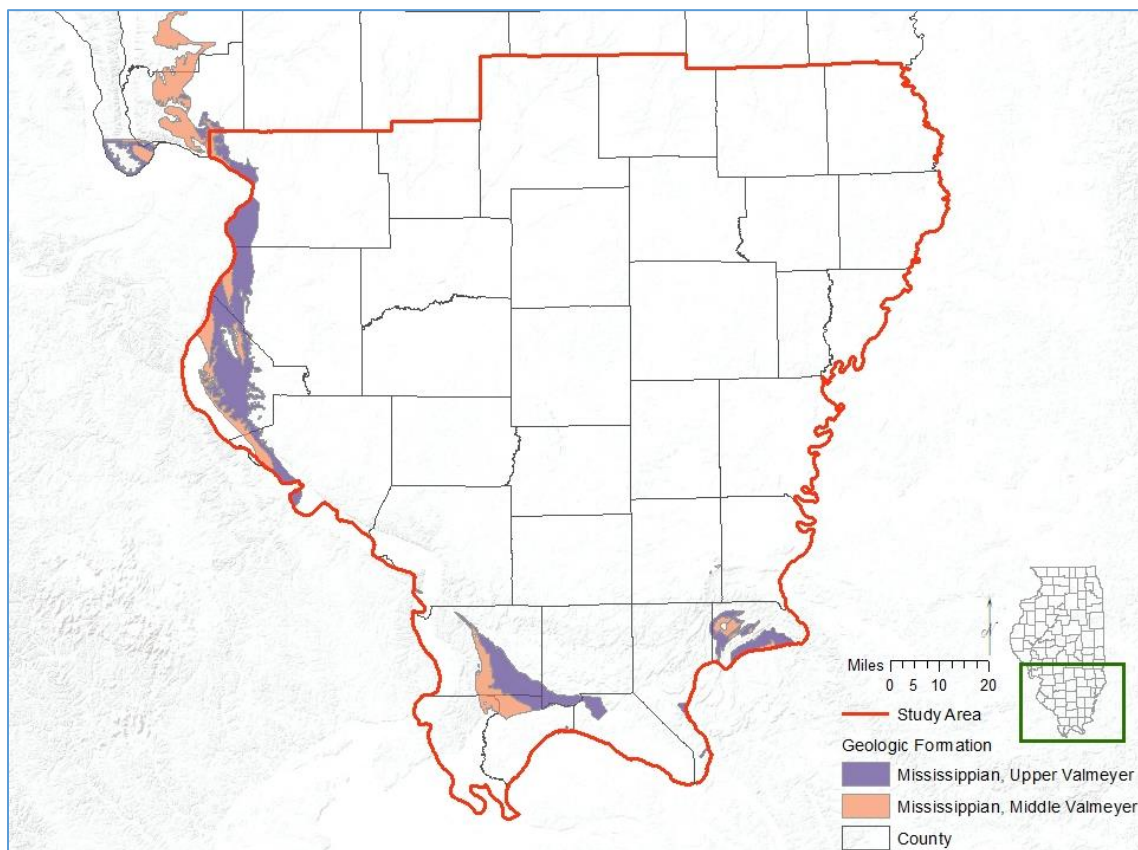 Miles
0 5 10 20
Study Area
Geologic Formation
Mississippian, Upper Valmeyer
Mississippian, Middle Valmeyer
County